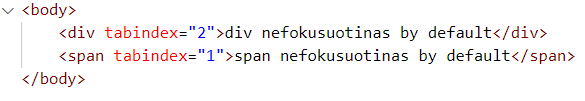 <body>
<div tabindex="2">div nefokusuotinas by default</div>
<span tabindex="1">span nefokusuotinas by default</span>
</body>